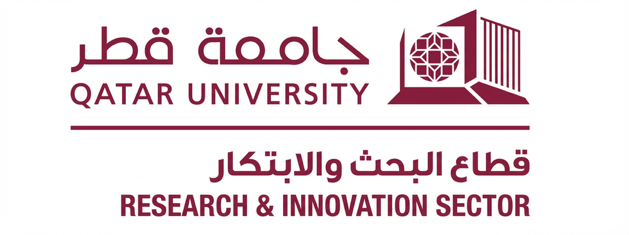 جامعة قطر
QATAR UNIVERSITY
قطاع البحث والابتكار
RESEARCH & INNOVATION SECTOR